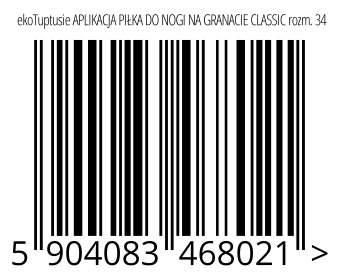 ekoTuptusie APLIKACJA PIŁKA DO NOGI NA GRANACIE CLASSIC rozm. 34
5 904083 468021 >